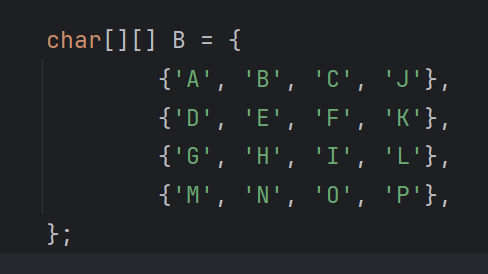 char[][] B = {
{'A', 'B', 'C', 'J'},
{'D', 'E', 'F', 'K'},
{'G', 'H', 'I', 'L'},
{'M', 'N', 'O', 'P'},
};